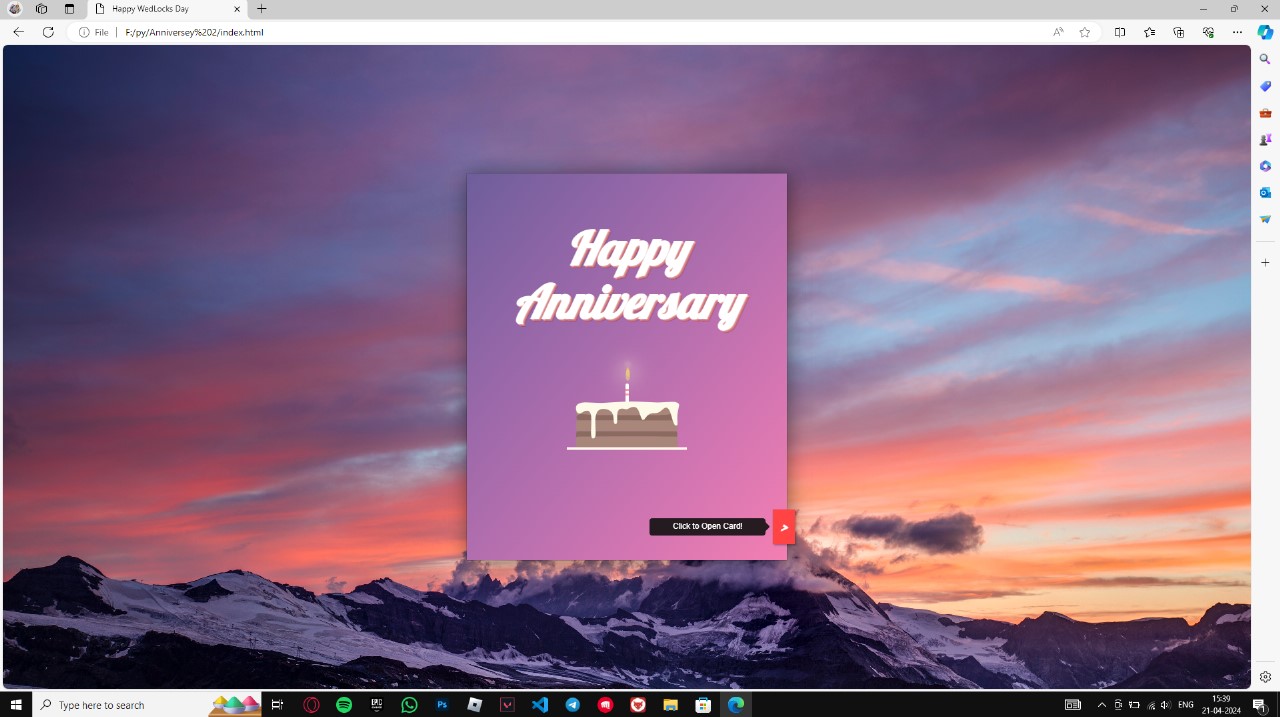 Happy WedLocks Day
File
F:/py/Anniversey%202/index.html
Happy
Anniversary
Click to Open Card!
Type here to search
ENG
15:39
21-04-2024